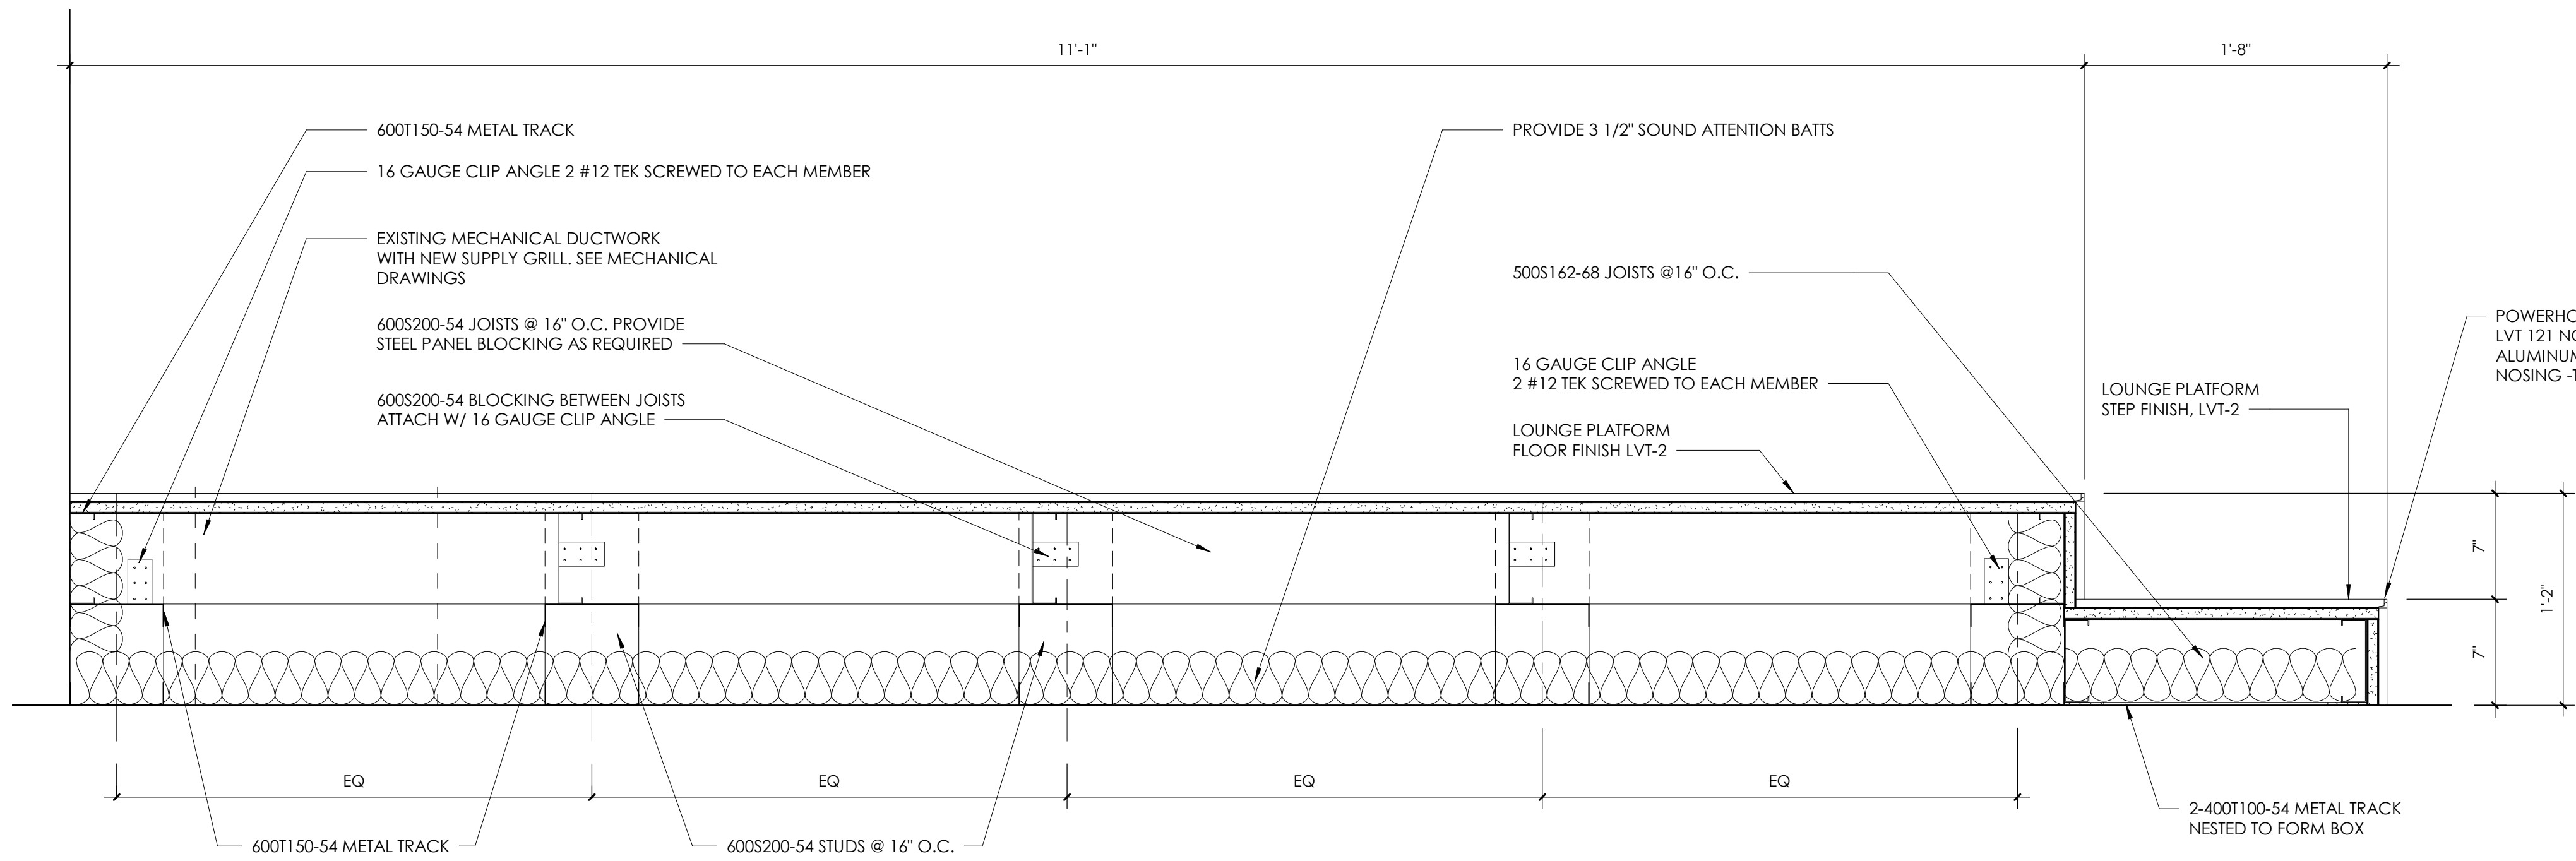 11'-1"
1'-8"
600T150-54 METAL TRACK
16 GAUGE CLIP ANGLE 2 #12 TEK SCREWED TO EACH MEMBER
EXISTING MECHANICAL DUCTWORK
WITH NEW SUPPLY GRILL. SEE MECHANICAL
DRAWINGS
600S200-54 JOISTS @ 16" O.C. PROVIDE
STEEL PANEL BLOCKING AS REQUIRED
600S200-54 BLOCKING BETWEEN JOISTS
ATTACH W/ 16 GAUGE CLIP ANGLE
PROVIDE 3 1/2" SOUND ATTENTION BATTS
500S162-68 JOISTS @16" O.C.
16 GAUGE CLIP ANGLE
2 #12 TEK SCREWED TO EACH MEMBER
LOUNGE PLATFORM
FLOOR FINISH LVT-2
LOUNGE PLATFORM
STEP FINISH, LVT-2
LVT 121
ALUMINUM
NOSING
7"
7"
1'-2"
EQ
EQ
EQ
EQ
600T150-54 METAL TRACK
600S200-54 STUDS @ 16" O.C.
2-400T100-54 METAL TRACK
NESTED TO FORM BOX